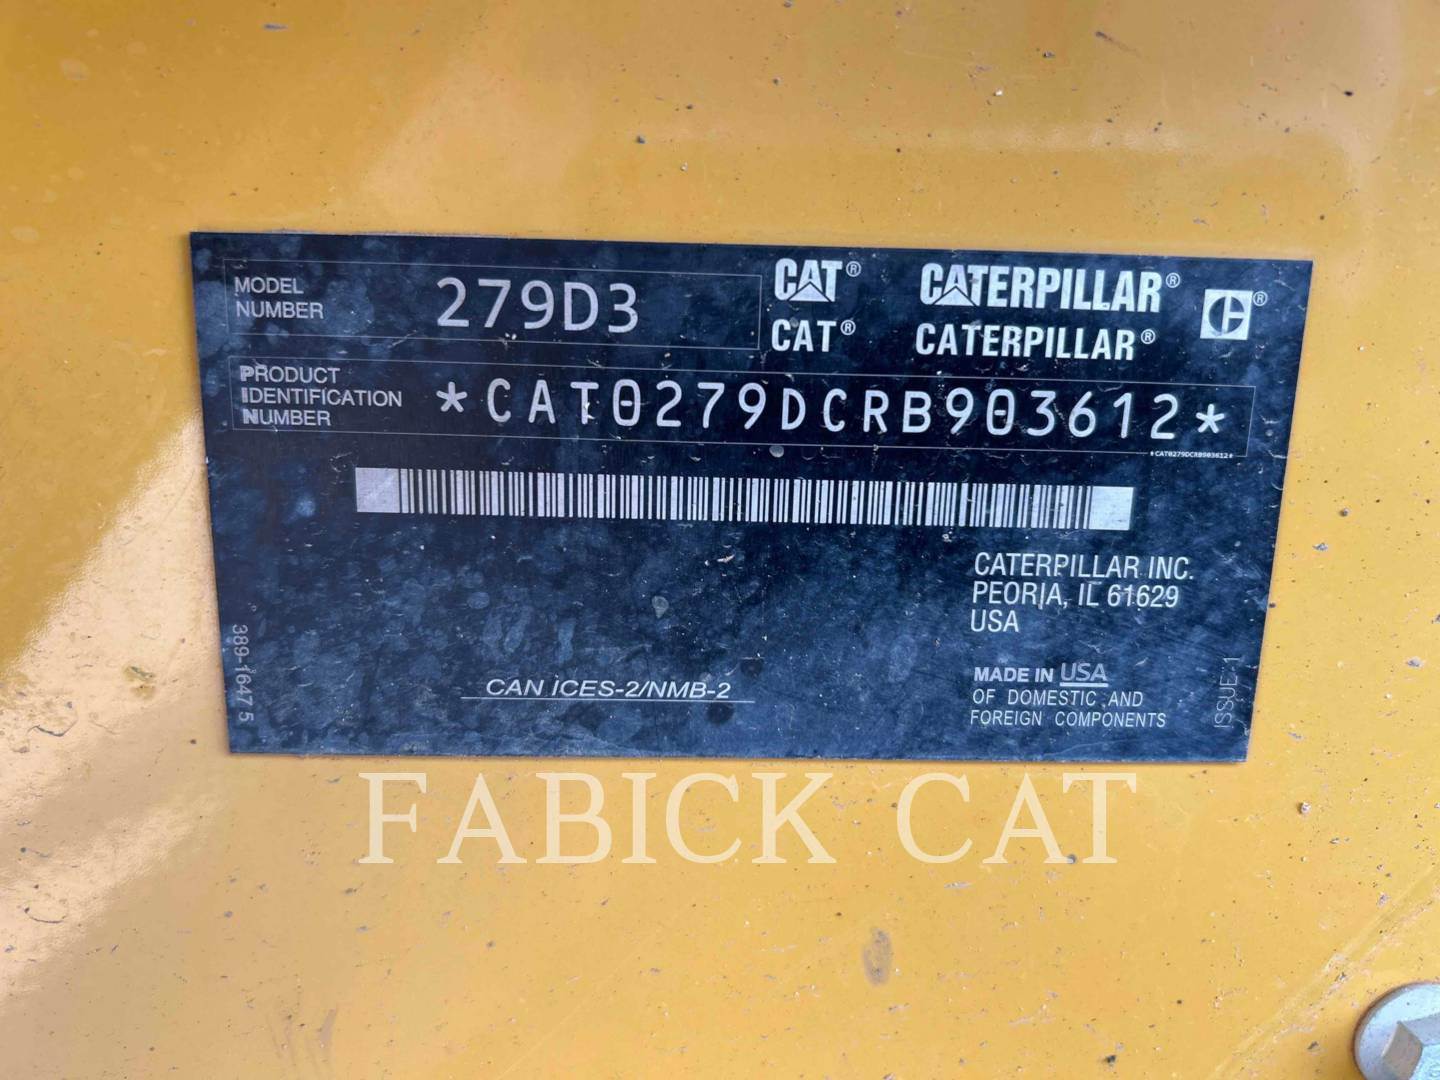 MODEL
NUMBER
279D3
CAT® CATERPILLAR®
CAT® CATERPILLAR®
PRODUCT
IDENTIFICATION
NUMBER
*CAT0279DCRB903612*
*CAT0279DCRB903612*
CATERPILLAR INC.
PEORIA, IL 61629
USA
MADE IN USA
OF DOMESTIC AND
FOREIGN COMPONENTS
CAN ICES-2/NMB-2
389-1647 5
ISSUE-1
FABICK CAT